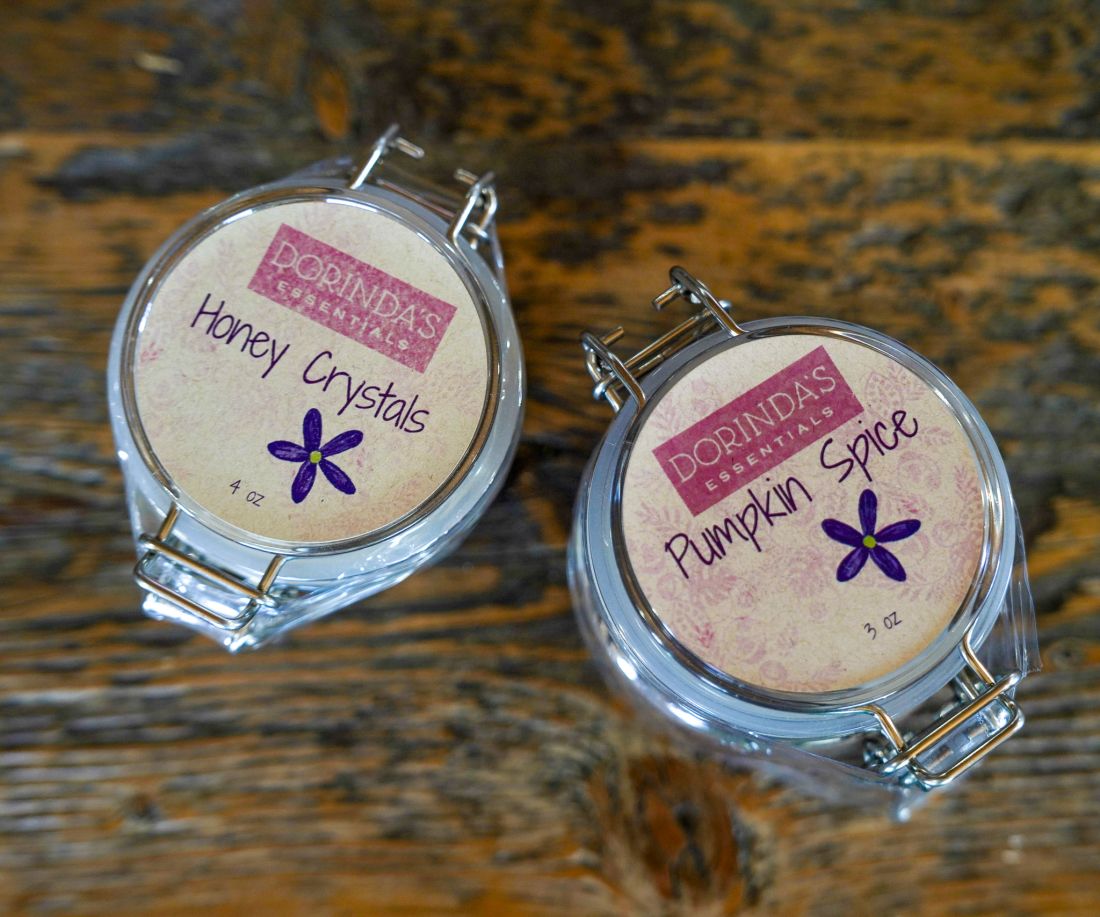 DORINDA'S
ESSENTIALS
Honey Crystals
4 oz
DORINDA'S
ESSENTIALS
Pumpkin Spice
3 oz